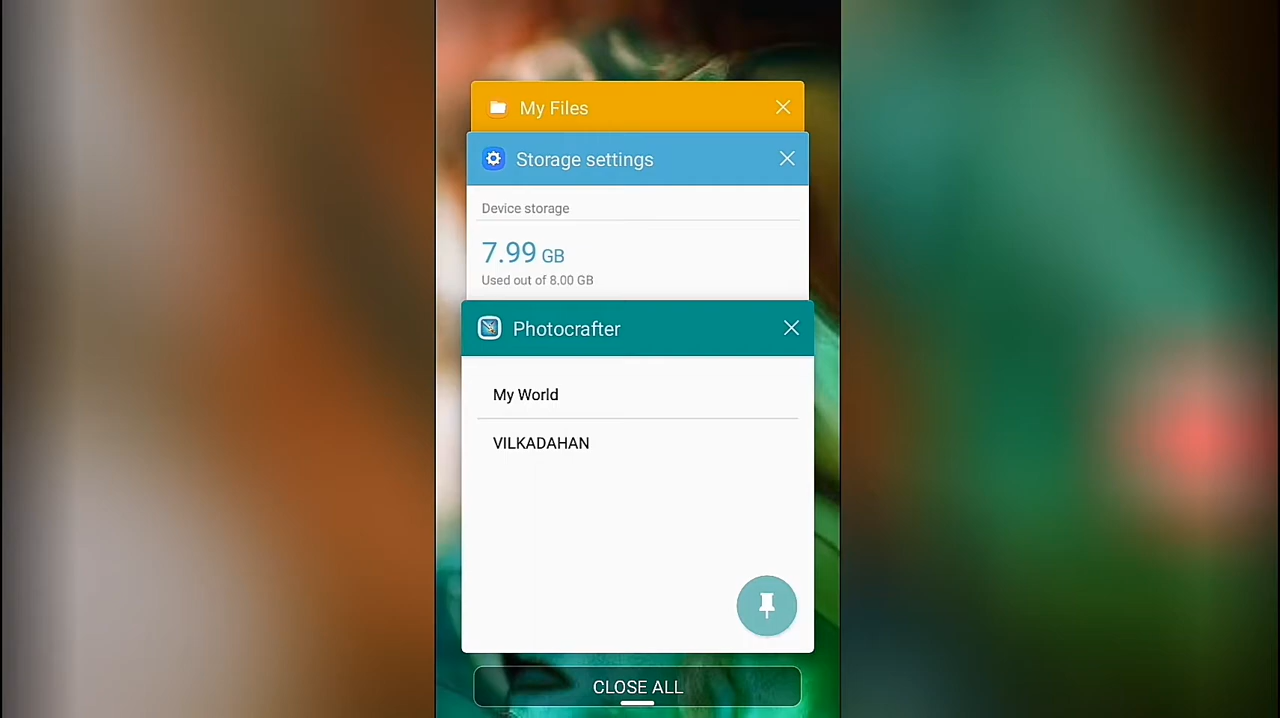 My Files
Storage settings
Device storage
7.99 GB
Used out of 8.00 GB
Photocrafter
My World
VILKADAHAN
CLOSE ALL